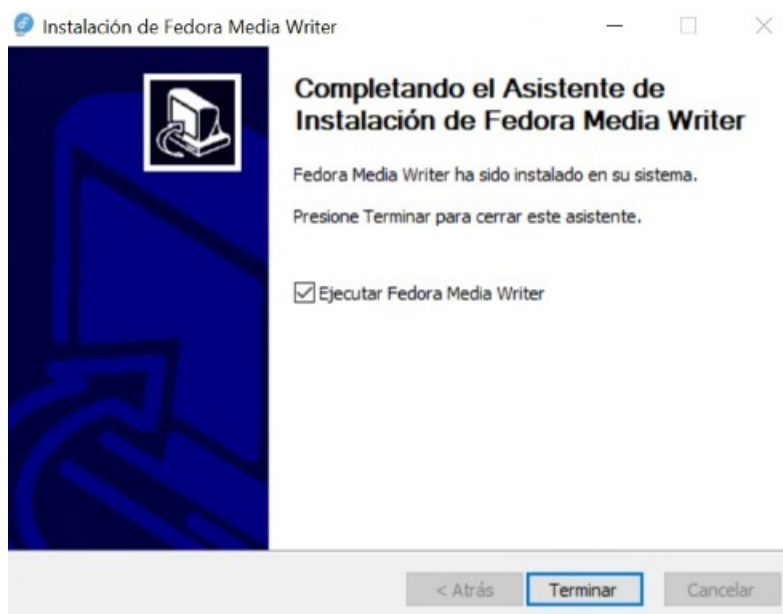 Instalación de Fedora Media Writer
Completando el Asistente de
Instalación de Fedora Media Writer
Fedora Media Writer ha sido instalado en su sistema.
Presione Terminar para cerrar este asistente.
Ejecutar Fedora Media Writer
< Atrás Terminar Cancelar